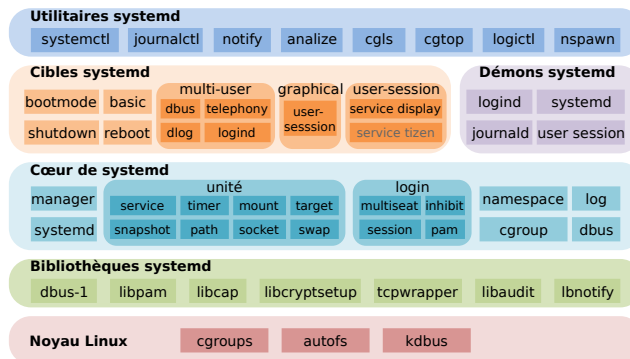 Utilitaires systemd
systemctl journalctl notify analize cgls cgtop logictl nspawn
Cibles systemd
bootmode basic
shutdown reboot
multi-user
dbus telephony
dlog logind
graphical
user-
sesssion
user-session
service display
service tizen
Démons systemd
logind systemd
journald user session
Cœur de systemd
manager
systemd
unité
service timer mount target
snapshot path socket swap
login
multiseat inhibit
session pam
namespace log
cgroup dbus
Bibliothèques systemd
dbus-1 libpam libcap libcryptsetup tcpwrapper libaudit lbnotify
Noyau Linux cgroups autofs kdbus